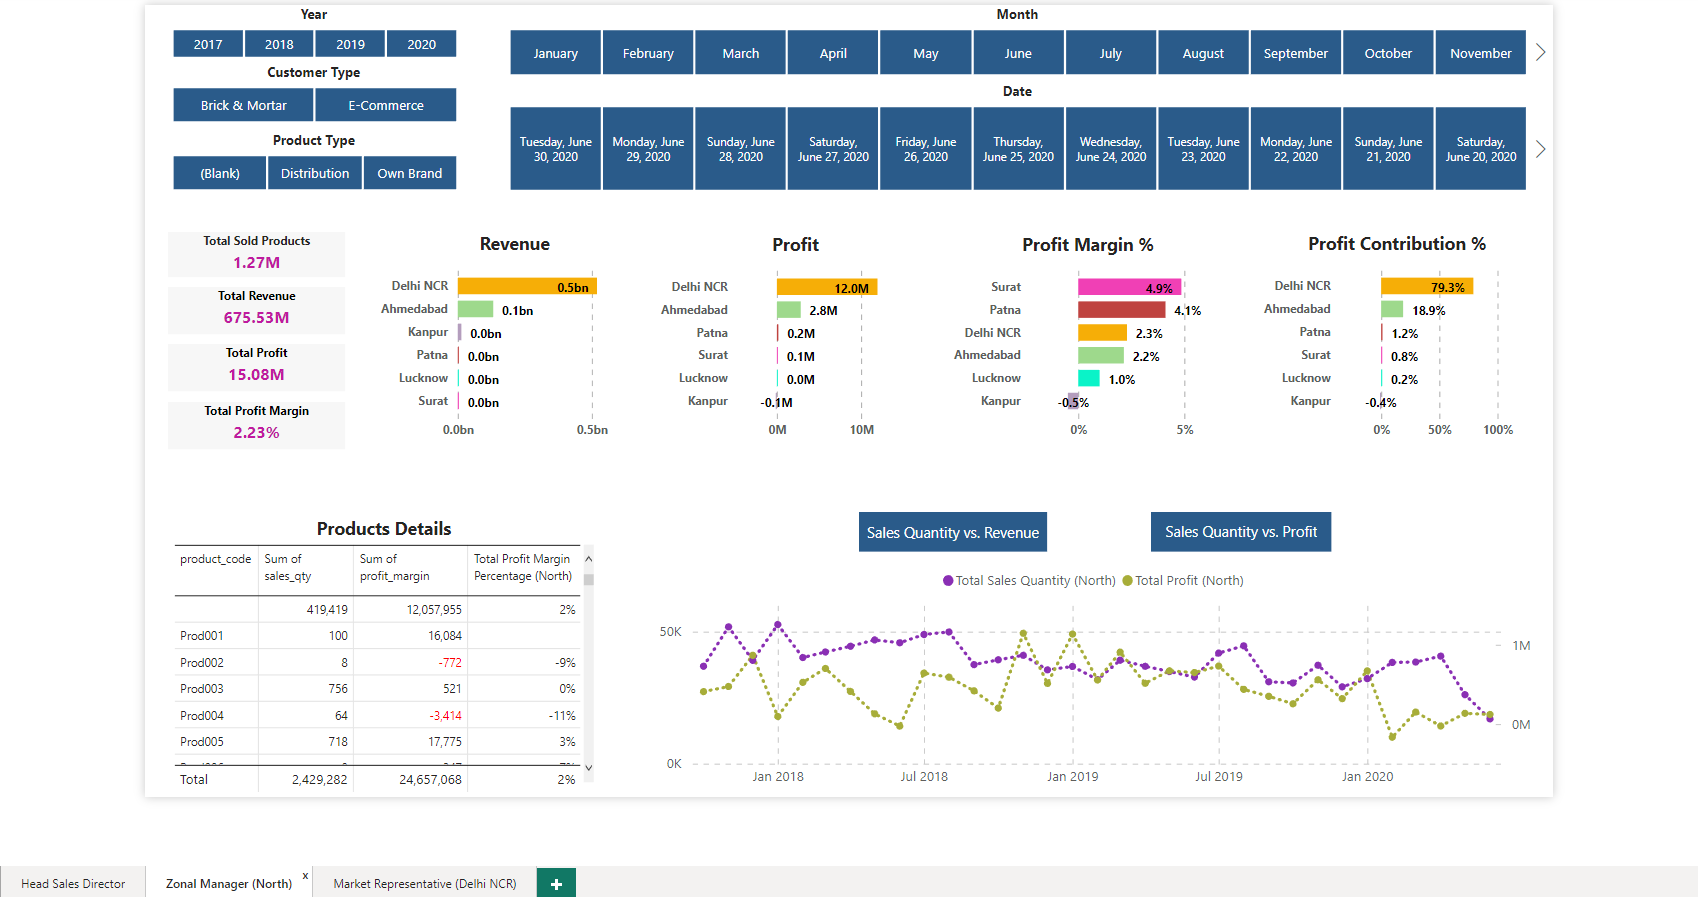 Year
2017 2018 2019 2020
Customer Type
Brick & Mortar E-Commerce
Product Type
(Blank) Distribution Own Brand
Month
January February March April May June July August September October November
Date
Tuesday, June 30, 2020
Monday, June 29, 2020
Sunday, June 28, 2020
Saturday, June 27, 2020
Friday, June 26, 2020
Thursday, June 25, 2020
Wednesday, June 24, 2020
Tuesday, June 23, 2020
Monday, June 22, 2020
Sunday, June 21, 2020
Saturday, June 20, 2020
Total Sold Products
1.27M
Total Revenue
675.53M
Total Profit
15.08M
Total Profit Margin
2.23%
Revenue
Delhi NCR 0.5bn
Ahmedabad 0.1bn
Kanpur 0.0bn
Patna 0.0bn
Lucknow 0.0bn
Surat 0.0bn
0.0bn 0.5bn
Profit
Delhi NCR 12.0M
Ahmedabad 2.8M
Patna 0.2M
Surat 0.1M
Lucknow 0.0M
Kanpur -0.1M
0M 10M
Profit Margin %
Surat 4.9%
Patna 4.1%
Delhi NCR 2.3%
Ahmedabad 2.2%
Lucknow 1.0%
Kanpur -0.5%
0% 5%
Profit Contribution %
Delhi NCR 79.3%
Ahmedabad 18.9%
Patna 1.2%
Surat 0.8%
Lucknow 0.2%
Kanpur -0.4%
0% 50% 100%
Products Details
product_code Sum of sales_qty Sum of profit_margin Total Profit Margin Percentage (North)
419,419 12,057,955 2%
Prod001 100 16,084
Prod002 8 -772 -9%
Prod003 756 521 0%
Prod004 64 -3,414 -11%
Prod005 718 17,775 3%
Total 2,429,282 24,657,068 2%
Sales Quantity vs. Revenue Sales Quantity vs. Profit
Total Sales Quantity (North) Total Profit (North)
50K
0K
1M
0M
Jan 2018 Jul 2018 Jan 2019 Jul 2019 Jan 2020
Head Sales Director Zonal Manager (North) x Market Representative (Delhi NCR) +